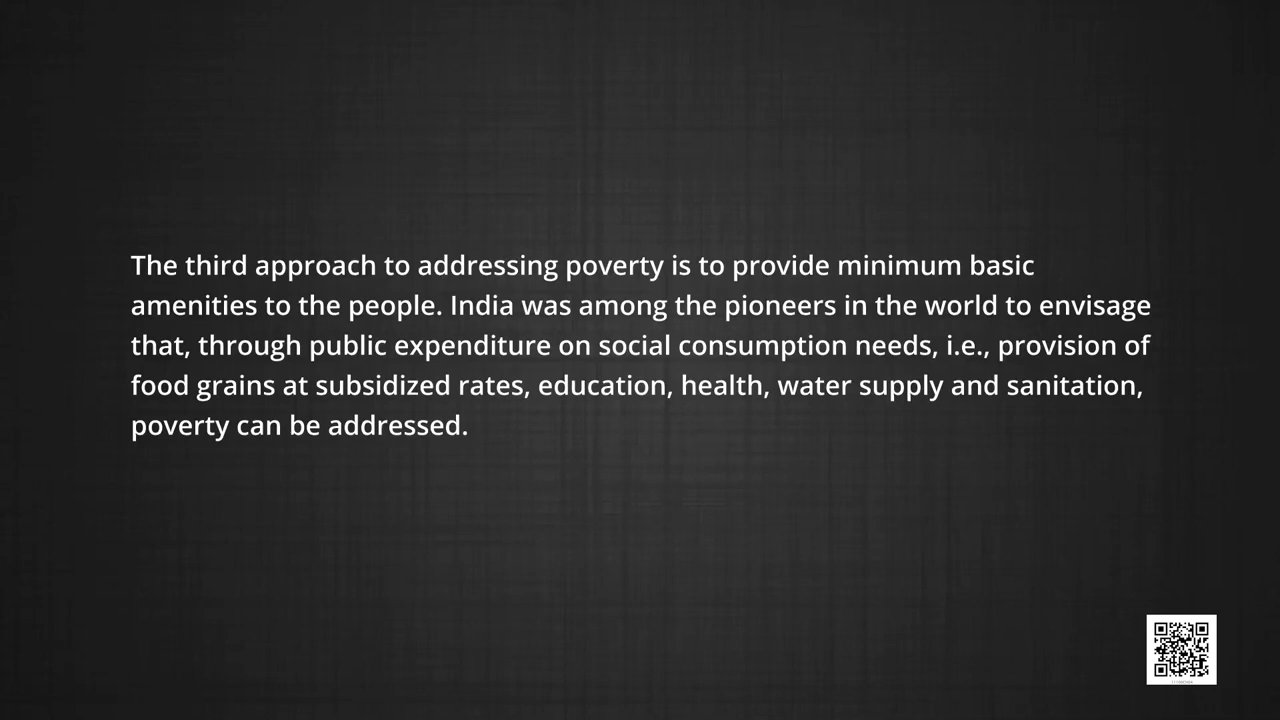 The third approach to addressing poverty is to provide minimum basic
amenities to the people. India was among the pioneers in the world to envisage
that, through public expenditure on social consumption needs, i.e., provision of
food grains at subsidized rates, education, health, water supply and sanitation,
poverty can be addressed.